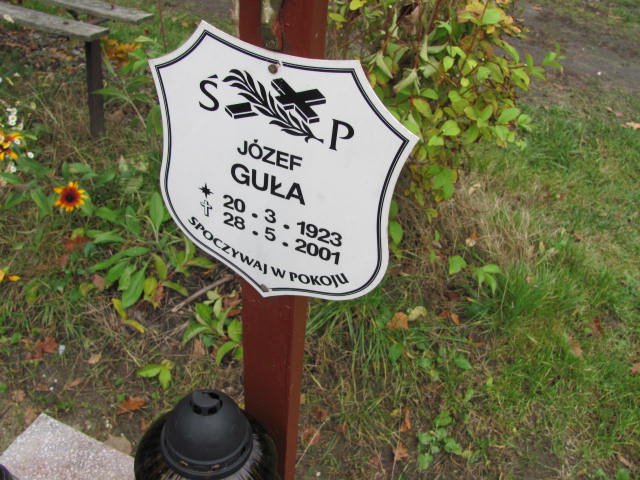 Ś P
JÓZEF
GUŁA
20 · 3 · 1923
28 · 5 · 2001
SPOCZYWAJ W POKOJU